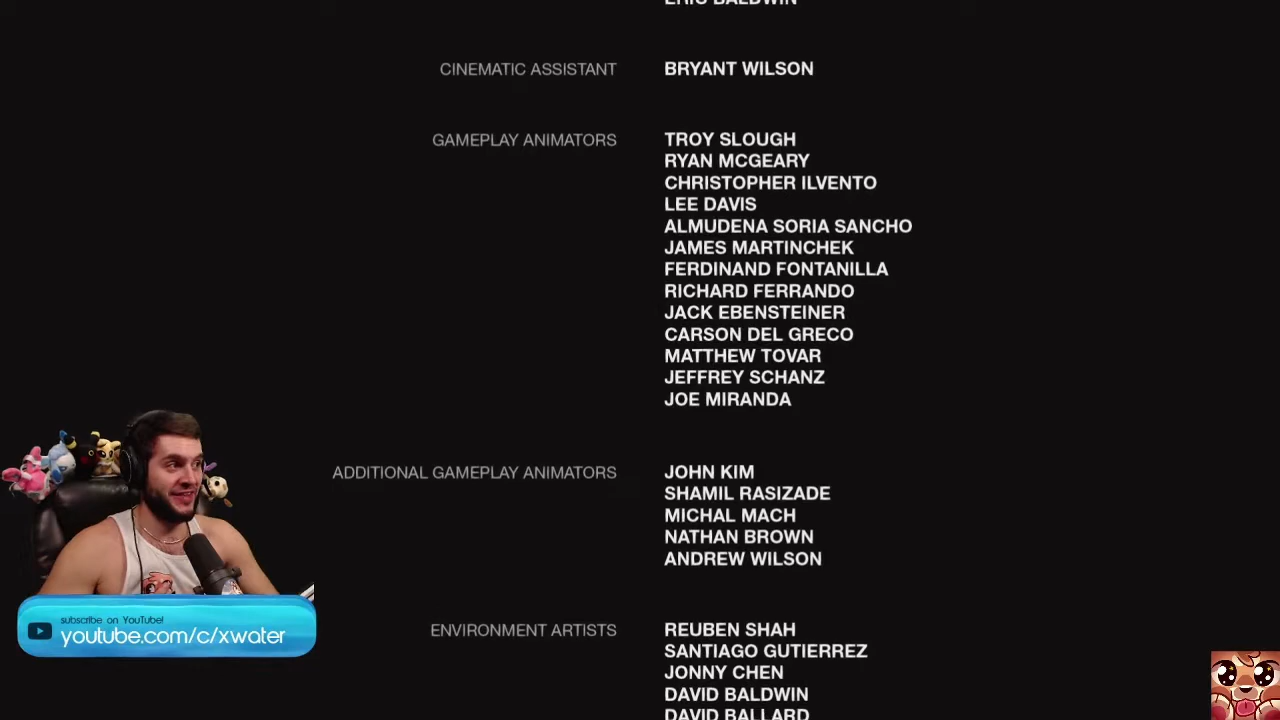 ERIC BALDWIN
CINEMATIC ASSISTANT BRYANT WILSON
GAMEPLAY ANIMATORS TROY SLOUGH
RYAN MCGEARY
CHRISTOPHER ILVENTO
LEE DAVIS
ALMUDENA SORIA SANCHO
JAMES MARTINCHEK
FERDINAND FONTANILLA
RICHARD FERRANDO
JACK EBENSTEINER
CARSON DEL GRECO
MATTHEW TOVAR
JEFFREY SCHANZ
JOE MIRANDA
ADDITIONAL GAMEPLAY ANIMATORS JOHN KIM
SHAMIL RASIZADE
MICHAL MACH
NATHAN BROWN
ANDREW WILSON
ENVIRONMENT ARTISTS REUBEN SHAH
SANTIAGO GUTIERREZ
JONNY CHEN
DAVID BALDWIN
DAVID BALLARD
subscribe on YouTube!
youtube.com/c/xwater